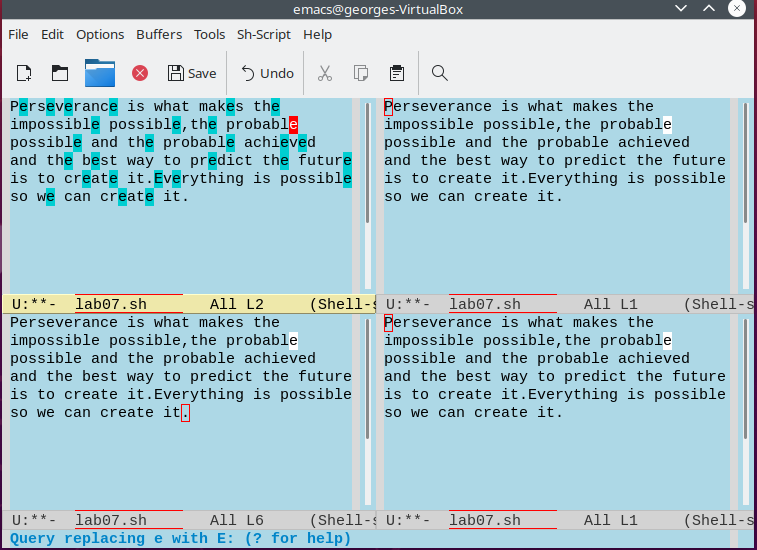 emacs@georges-VirtualBox
File Edit Options Buffers Tools Sh-Script Help
Save Undo
Perseverance is what makes the
impossible possible,the probable
possible and the probable achieved
and the best way to predict the future
is to create it.Everything is possible
so we can create it.
U:**- lab07.sh All L2 (Shell-s
Perseverance is what makes the
impossible possible,the probable
possible and the probable achieved
and the best way to predict the future
is to create it.Everything is possible
so we can create it.
U:**- lab07.sh All L1 (Shell-s
Perseverance is what makes the
impossible possible,the probable
possible and the probable achieved
and the best way to predict the future
is to create it.Everything is possible
so we can create it.
U:**- lab07.sh All L6 (Shell-s
Perseverance is what makes the
impossible possible,the probable
possible and the probable achieved
and the best way to predict the future
is to create it.Everything is possible
so we can create it.
U:**- lab07.sh All L1 (Shell-s
Query replacing e with E: (? for help)